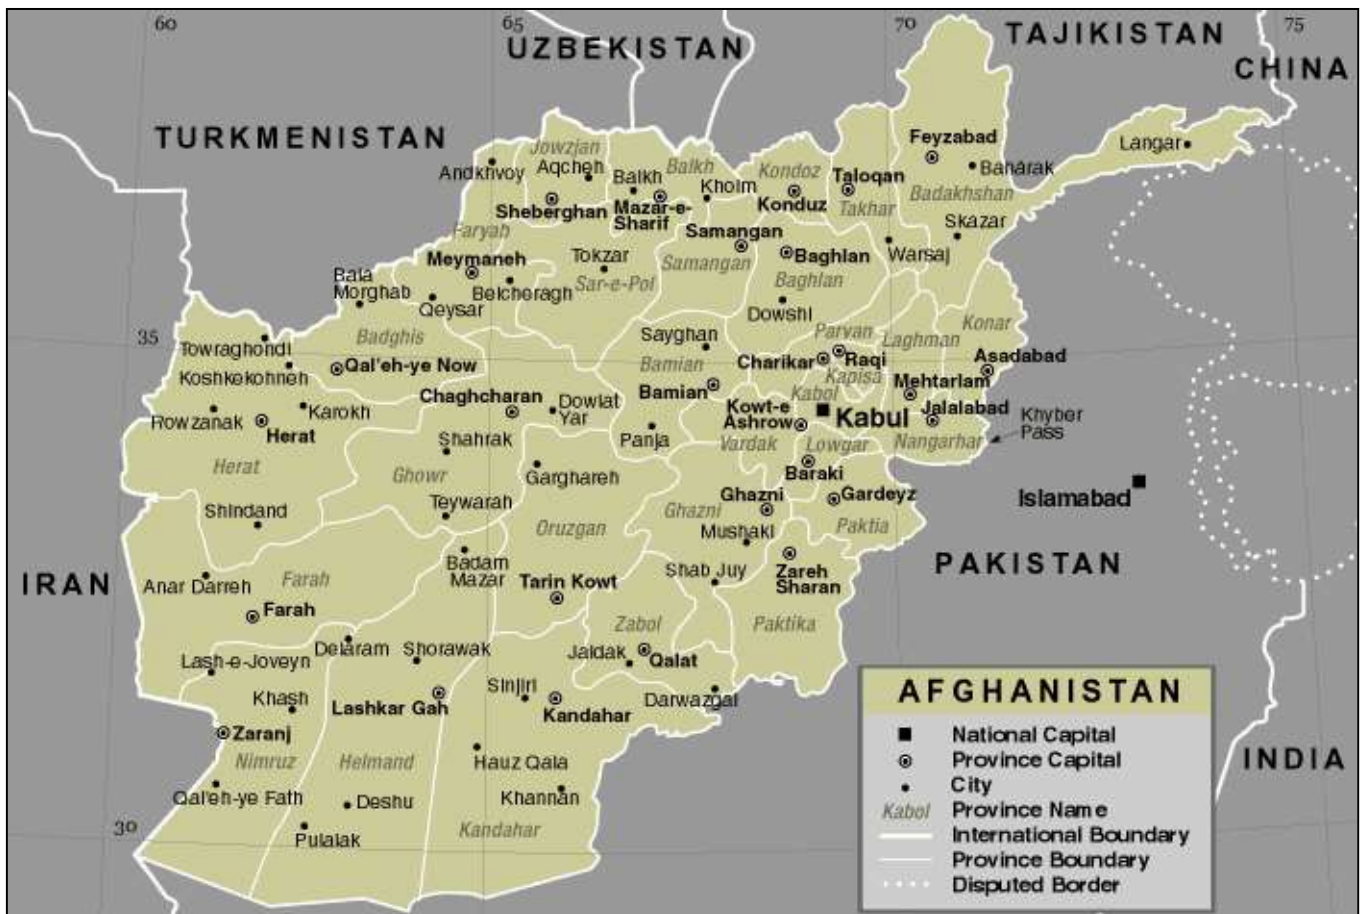 60
65
70
75
UZBEKISTAN
TAJIKISTAN
CHINA
TURKMENISTAN
Jowzjan
Andkhvoy
Aqcheh
Balkh
Balkh
Kholm
Kondoz
Taloqan
Feyzabad
Baharak
Langar
Badakhshan
Sheberghan
Mazar-e-
Sharif
Konduz
Takhar
Skazar
Faryab
Samangan
Warsaj
Meymaneh
Tokzar
Samangan
Baghlan
Baghlan
Bala
Morghab
Belcheragh
Sar-e-Pol
Qeysar
Dowshi
35
Towraghondi
Badghis
Sayghan
Parvan
Laghman
Konar
Koshkekohneh
Qal'eh-ye Now
Bamian
Charikar
Raqi
Asadabad
Kapisa
Mehtarlam
Chaghcharan
Bamian
Kabol
Rowzanak
Karokh
Dowlat
Yar
Kowt-e
Ashrow
Kabul
Jalalabad
Khyber
Pass
Herat
Shahrak
Panja
Vardak
Lowgar
Nangarhar
Herat
Ghowr
Garghareh
Baraki
Ghazni
Gardeyz
Islamabad
Shindand
Teywarah
Oruzgan
Ghazni
Mushaki
Paktia
IRAN
Anar Darreh
Farah
Badam
Mazar
Tarin Kowt
Shab Juy
Zareh
Sharan
PAKISTAN
Farah
Zabol
Paktika
Lash-e-Joveyn
Delaram
Shorawak
Jaldak
Qalat
Khash
Lashkar Gah
Sinjiri
Kandahar
Darwazgai
Zaranj
Nimruz
Helmand
Hauz Qala
Qal'eh-ye Fath
Deshu
Khannan
30
Pulalak
Kandahar
INDIA
AFGHANISTAN
National Capital
Province Capital
City
Kabol Province Name
International Boundary
Province Boundary
Disputed Border